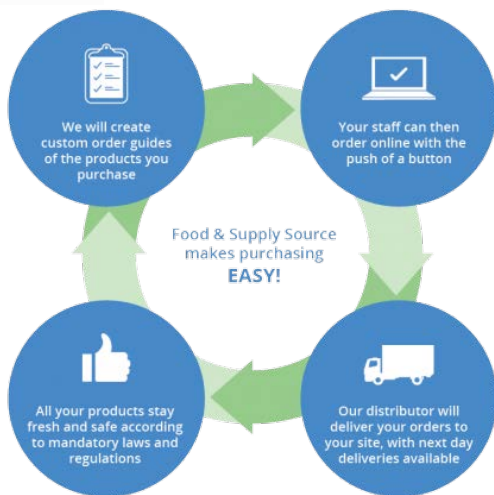 We will create
custom order guides
of the products you
purchase
Your staff can then
order online with the
push of a button
Food & Supply Source
makes purchasing
EASY!
All your products stay
fresh and safe according
to mandatory laws and
regulations
Our distributor will
deliver your orders to
your site, with next day
deliveries available